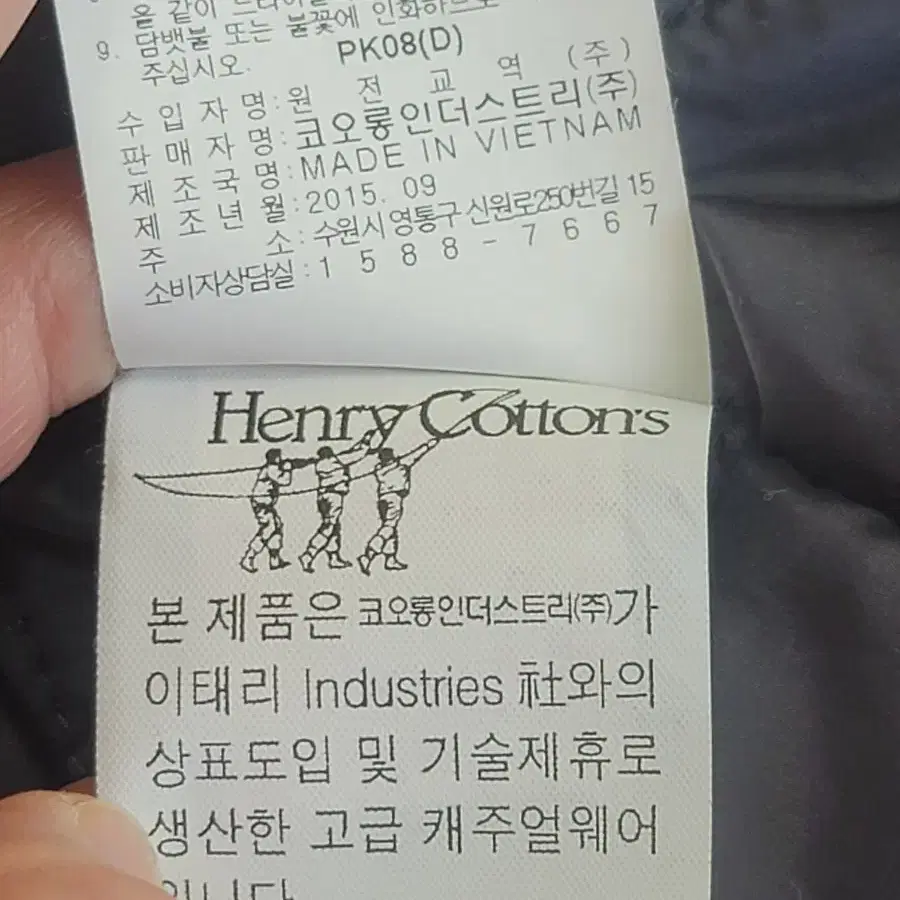 9. 담뱃불 또는 불꽃에 인화하므로
주십시오.
PK08(D)
수 입 자 명 : 원 전 교 역 (주)
판 매 자 명 : 코오롱인더스트리(주)
제 조 국 명 : MADE IN VIETNAM
제 조 년 월 : 2015. 09
주 소 : 수원시 영통구 신원로250번길 15
소비자상담실 : 1 5 8 8 - 7 6 6 7
Henry Cotton's
본 제품은 코오롱인더스트리(주)가
이태리 Industries 社와의
상표도입 및 기술제휴로
생산한 고급 캐주얼웨어
입니다